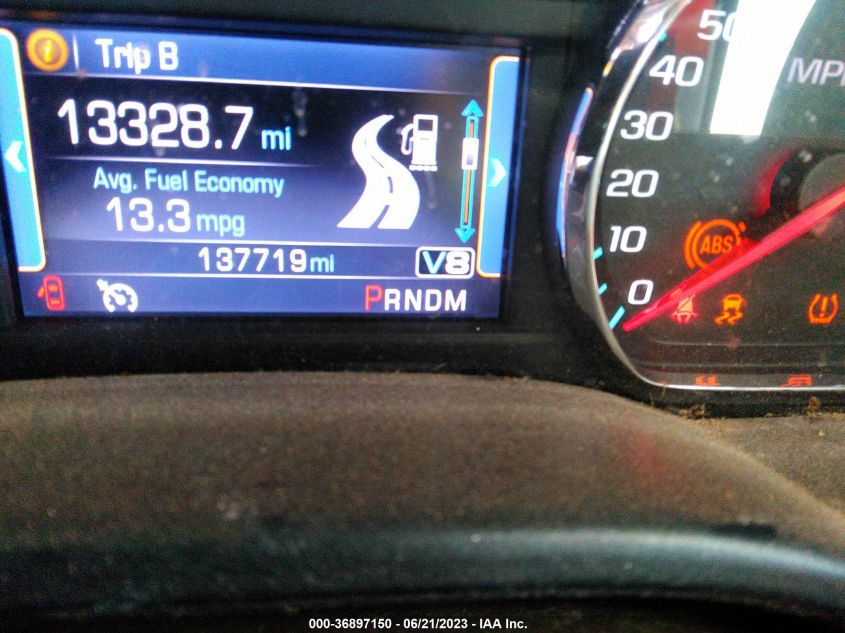 Trip B
13328.7 mi
Avg. Fuel Economy
13.3 mpg
137719 mi
V8
PRNDM
50
40
MPH
30
20
10
0
ABS
000-36897150 - 06/21/2023 - IAA Inc.